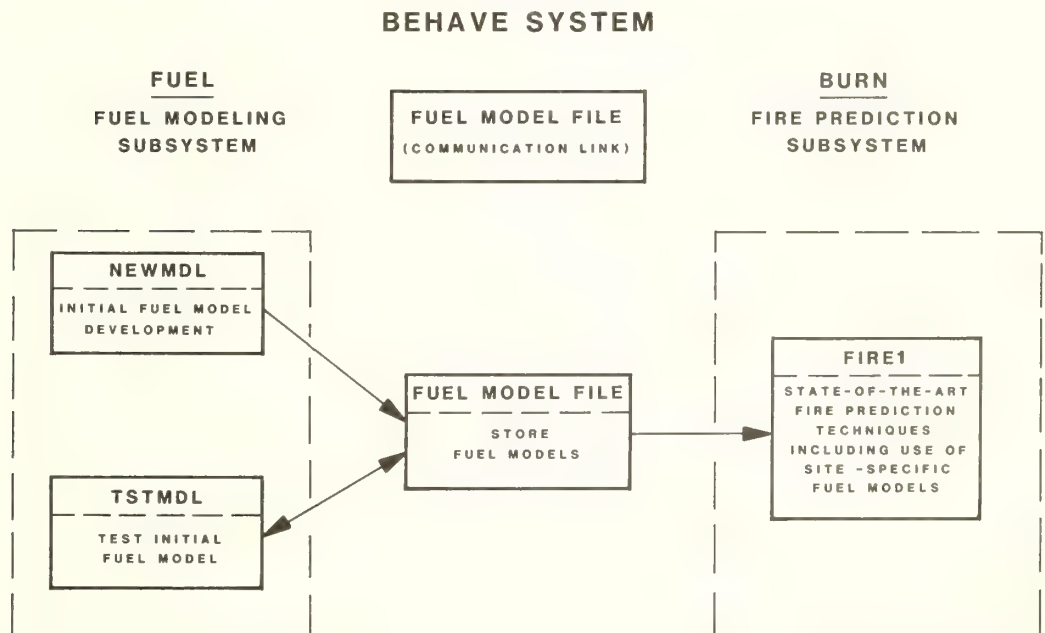 BEHAVE SYSTEM
FUEL
FUEL MODELING
SUBSYSTEM
FUEL MODEL FILE
(COMMUNICATION LINK)
BURN
FIRE PREDICTION
SUBSYSTEM
NEWMDL
INITIAL FUEL MODEL
DEVELOPMENT
TSTMDL
TEST INITIAL
FUEL MODEL
FUEL MODEL FILE
STORE
FUEL MODELS
FIRE1
STATE-OF-THE-ART
FIRE PREDICTION
TECHNIQUES
INCLUDING USE OF
SITE -SPECIFIC
FUEL MODELS